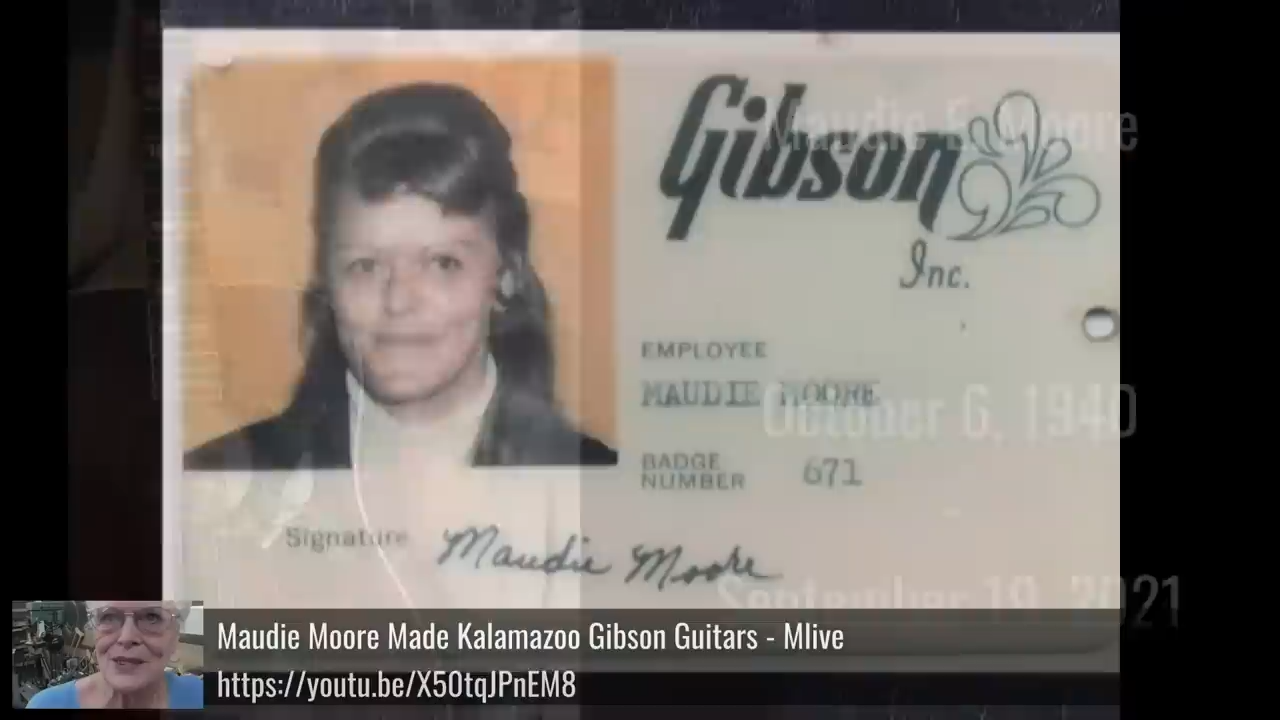 Gibson
Inc.
Maudie E. Moore
EMPLOYEE
MAUDIE MOORE
October 6, 1940
BADGE
NUMBER 671
Signature Maudie Moore
September 19, 2021
Maudie Moore Made Kalamazoo Gibson Guitars - Mlive
https://youtu.be/X5OtqJPnEM8